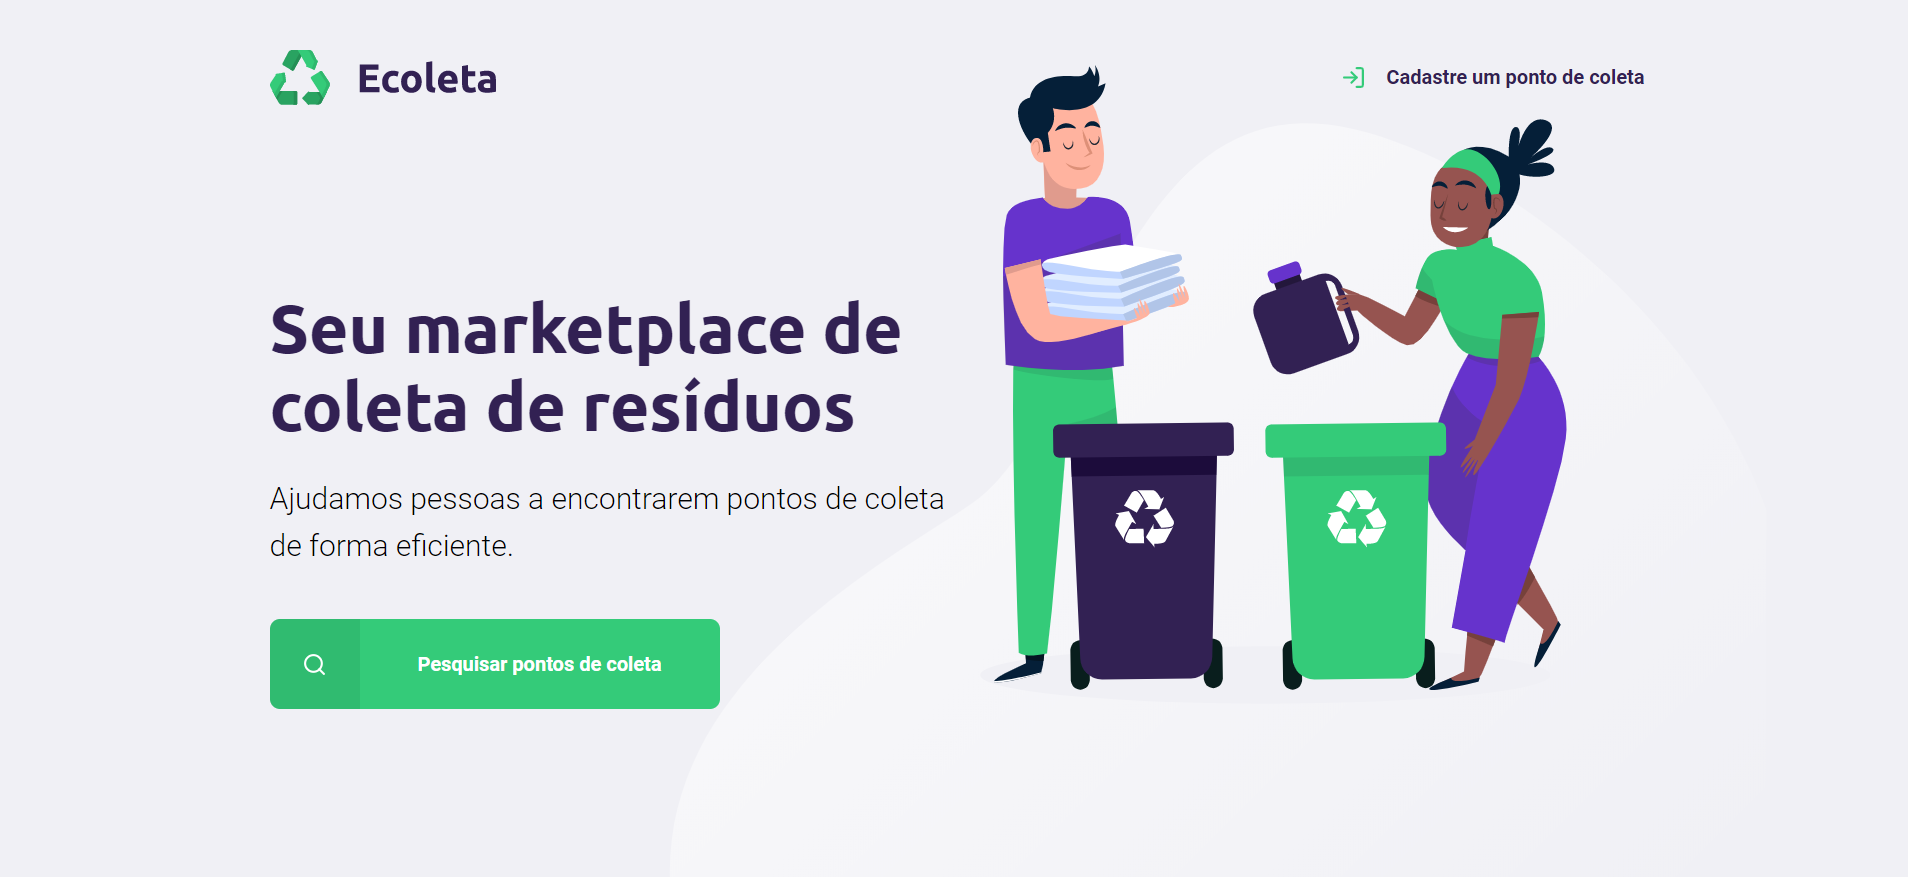 Ecoleta
Cadastre um ponto de coleta
Seu marketplace de
coleta de resíduos
Ajudamos pessoas a encontrarem pontos de coleta
de forma eficiente.
Pesquisar pontos de coleta